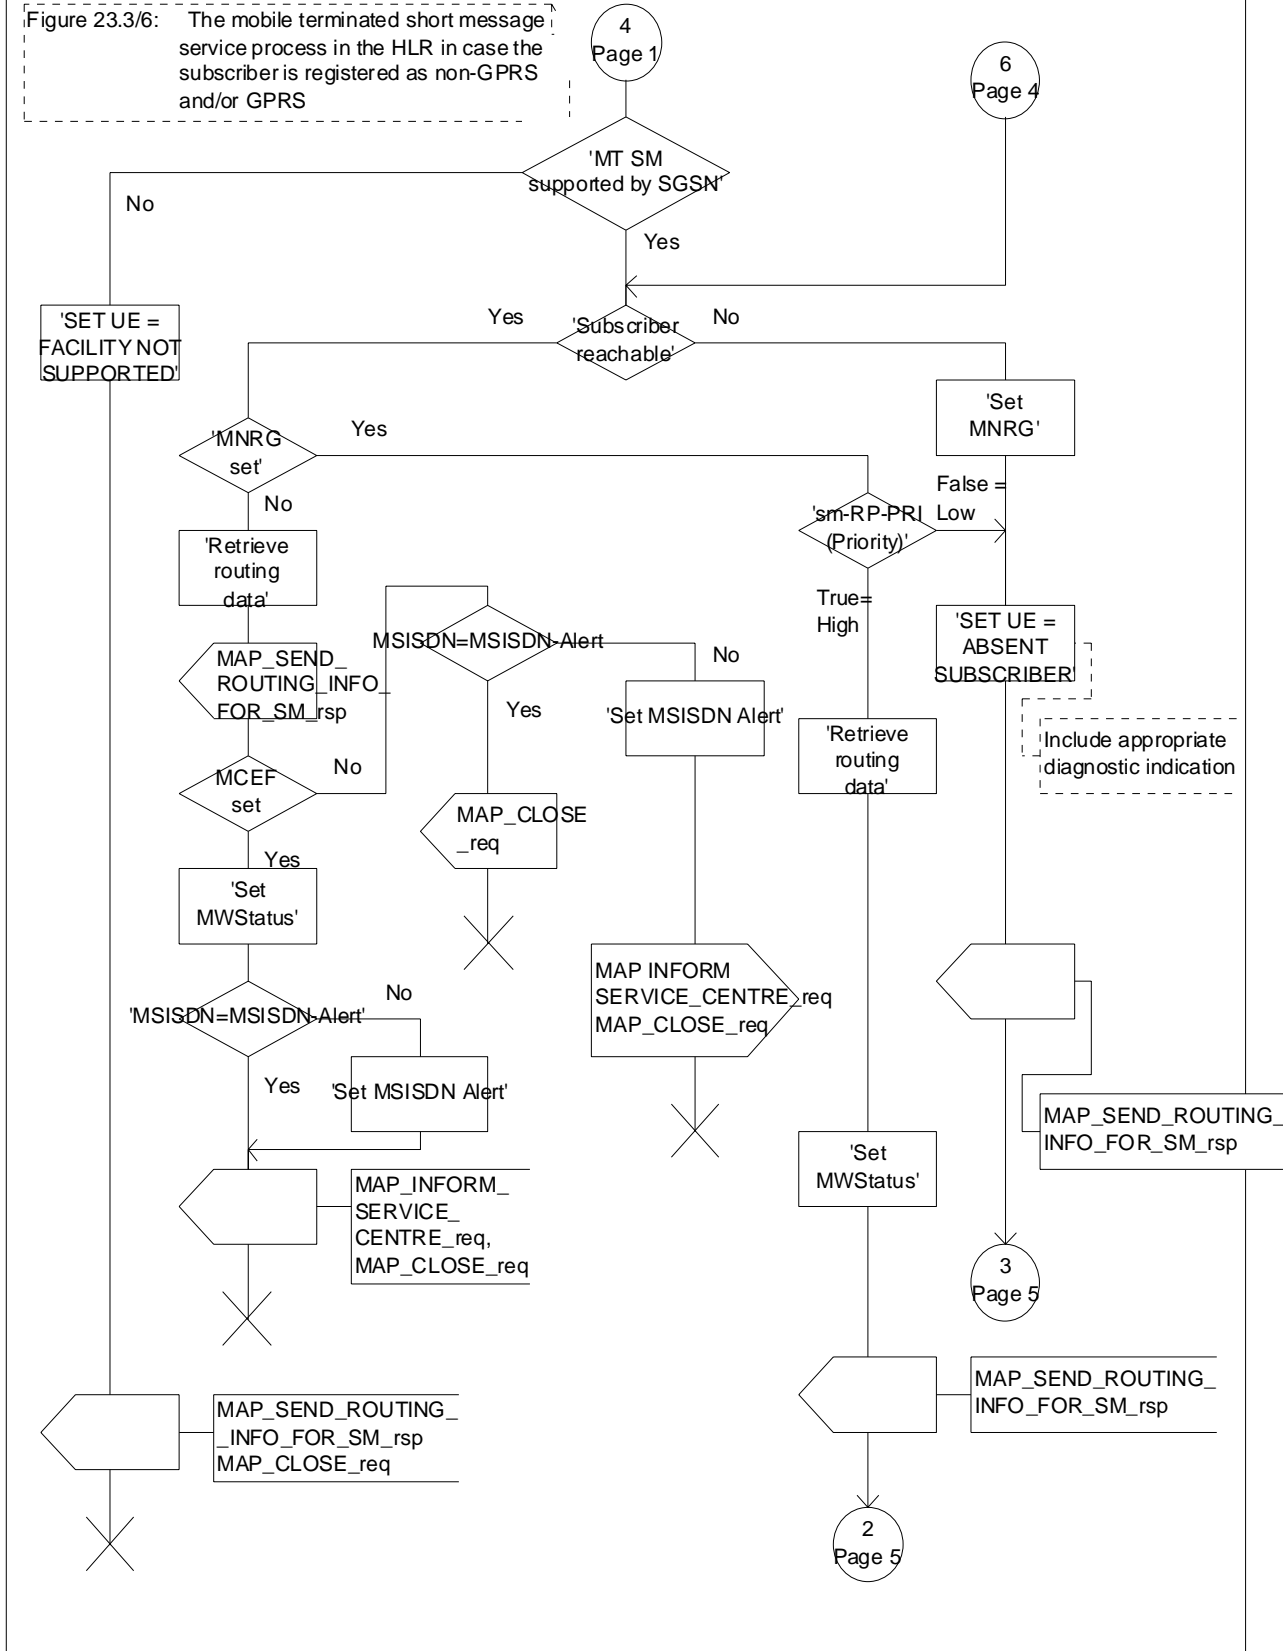 Figure 23.3/6: The mobile terminated short message
service process in the HLR in case the
subscriber is registered as non-GPRS
and/or GPRS
4
Page 1
6
Page 4
'MT SM
supported by SGSN'
No
Yes
'SET UE =
FACILITY NOT
SUPPORTED'
Yes
'Subscriber
reachable'
No
'Set
MNRG'
'MNRG
set'
Yes
No
False =
Low
'sm-RP-PRI
(Priority)'
True=
High
'Retrieve
routing
data'
MSISDN=MSISDN-Alert
No
Yes
'SET UE =
ABSENT
SUBSCRIBER'
MAP_SEND_
ROUTING_INFO_
FOR_SM_rsp
'Set MSISDN Alert'
'Retrieve
routing
data'
Include appropriate
diagnostic indication
MCEF
set
No
Yes
MAP_CLOSE
_req
'Set
MWStatus'
MAP INFORM
SERVICE_CENTRE_req
MAP_CLOSE_req
'MSISDN=MSISDN-Alert'
No
Yes
'Set MSISDN Alert'
MAP_SEND_ROUTING_
INFO_FOR_SM_rsp
'Set
MWStatus'
MAP_INFORM_
SERVICE_
CENTRE_req,
MAP_CLOSE_req
3
Page 5
MAP_SEND_ROUTING_
INFO_FOR_SM_rsp
MAP_SEND_ROUTING_
_INFO_FOR_SM_rsp
MAP_CLOSE_req
2
Page 5